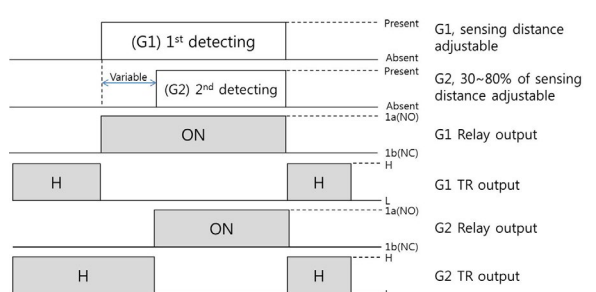 Present
(G1) 1st detecting
G1, sensing distance
adjustable
Absent
Present
Variable
(G2) 2nd detecting
G2, 30~80% of sensing
distance adjustable
Absent
1a(NO)
ON
G1 Relay output
1b(NC)
H
H
H
G1 TR output
L
1a(NO)
ON
G2 Relay output
1b(NC)
H
H
H
G2 TR output